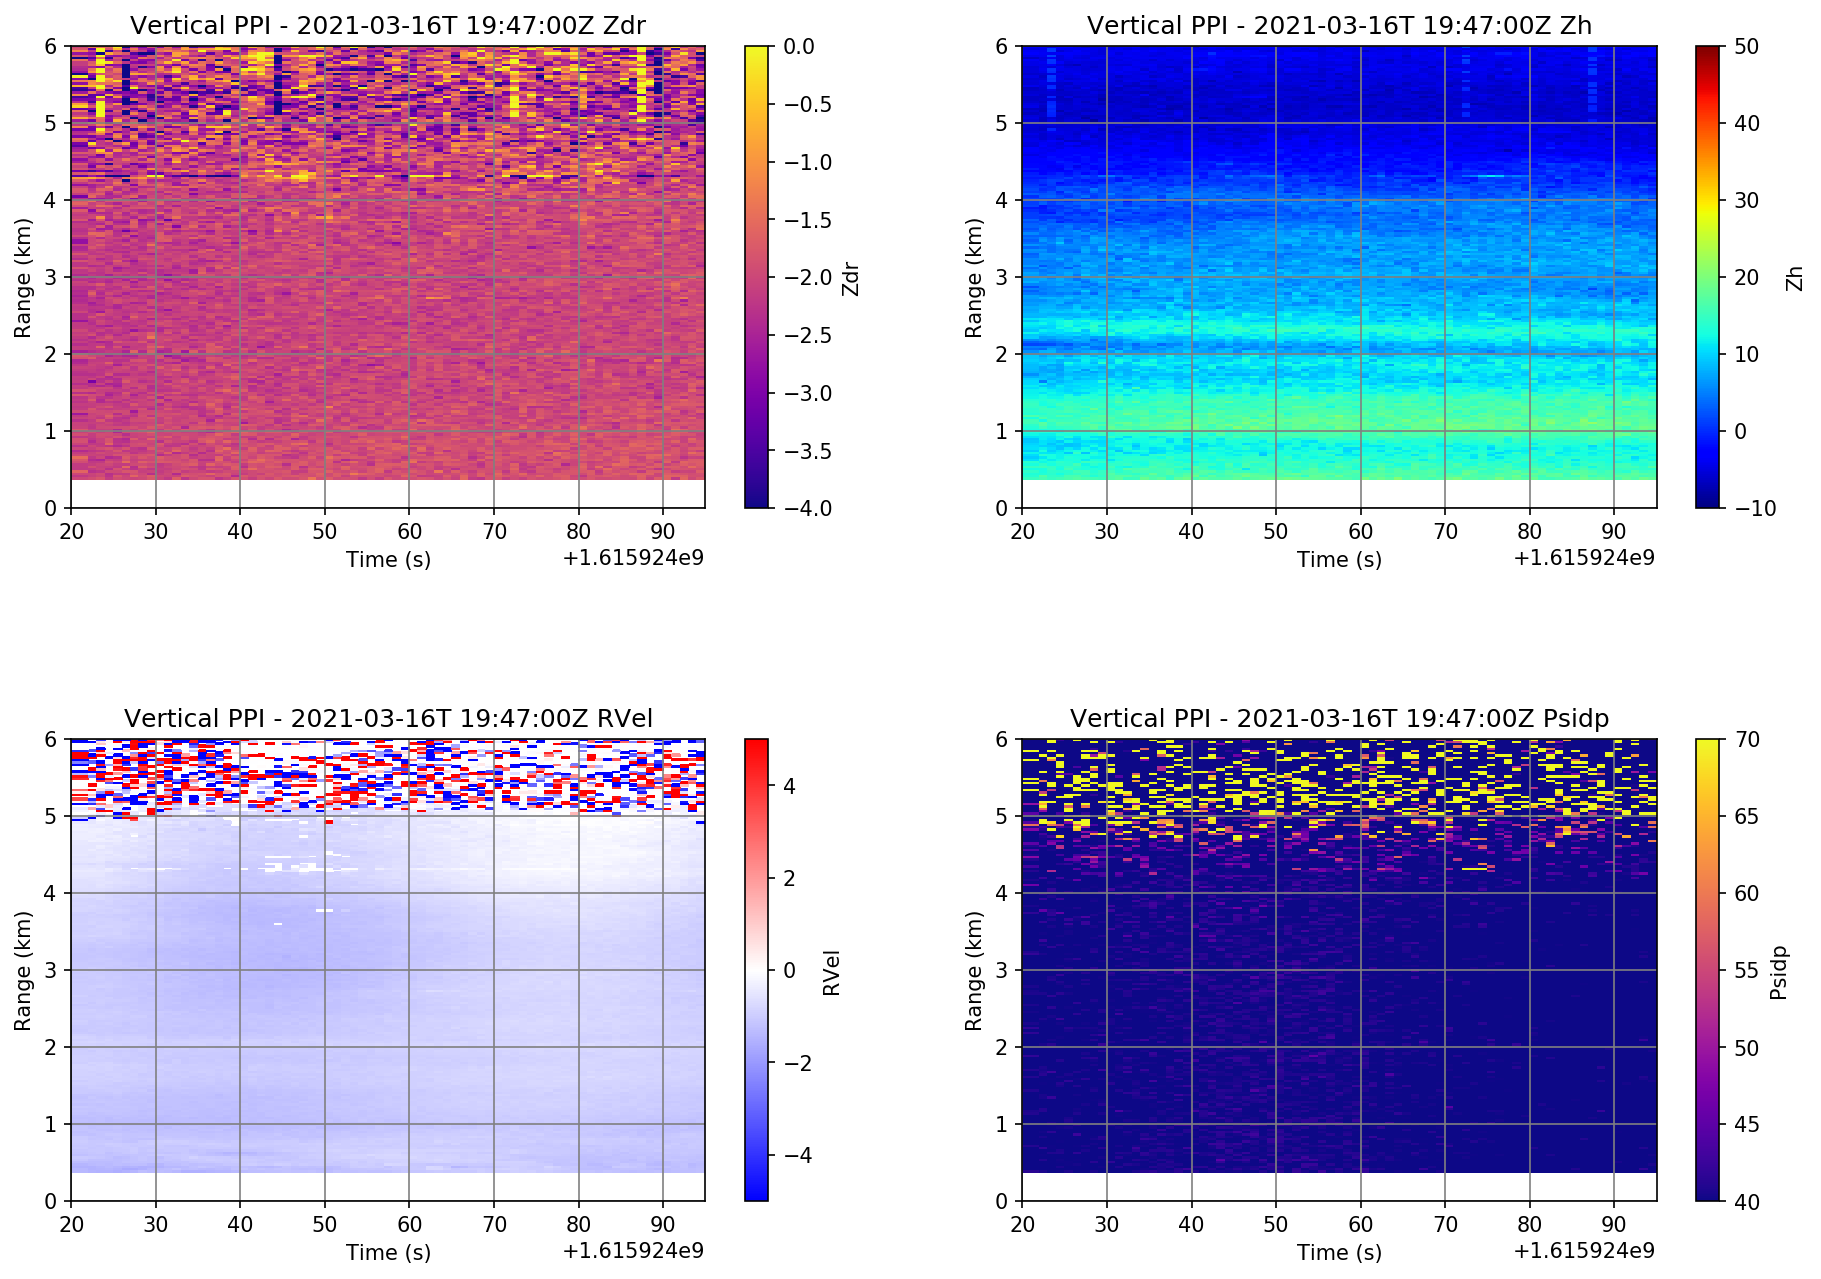 Vertical PPI - 2021-03-16T 19:47:00Z Zdr
6
5
4
3
2
1
0
Range (km)
20 30 40 50 60 70 80 90
Time (s)
+1.615924e9
0.0
−0.5
−1.0
−1.5
−2.0
−2.5
−3.0
−3.5
−4.0
Zdr
Vertical PPI - 2021-03-16T 19:47:00Z Zh
6
5
4
3
2
1
0
Range (km)
20 30 40 50 60 70 80 90
Time (s)
+1.615924e9
50
40
30
20
10
0
−10
Zh
Vertical PPI - 2021-03-16T 19:47:00Z RVel
6
5
4
3
2
1
0
Range (km)
20 30 40 50 60 70 80 90
Time (s)
+1.615924e9
4
2
0
−2
−4
RVel
Vertical PPI - 2021-03-16T 19:47:00Z Psidp
6
5
4
3
2
1
0
Range (km)
20 30 40 50 60 70 80 90
Time (s)
+1.615924e9
70
65
60
55
50
45
40
Psidp